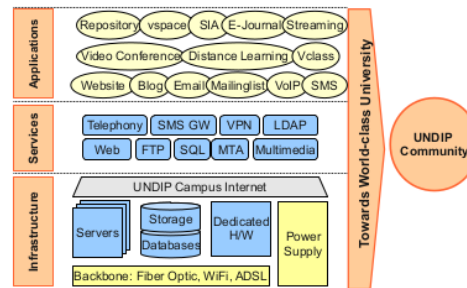 Applications
Repository vspace SIA E-Journal Streaming
Video Conference Distance Learning Vclass
Website Blog Email Mailinglist VoIP SMS
Services
Telephony SMS GW VPN LDAP
Web FTP SQL MTA Multimedia
Infrastructure
UNDIP Campus Internet
Servers
Storage
Databases
Dedicated
H/W
Power
Supply
Backbone: Fiber Optic, WiFi, ADSL
Towards World-class University
UNDIP
Community